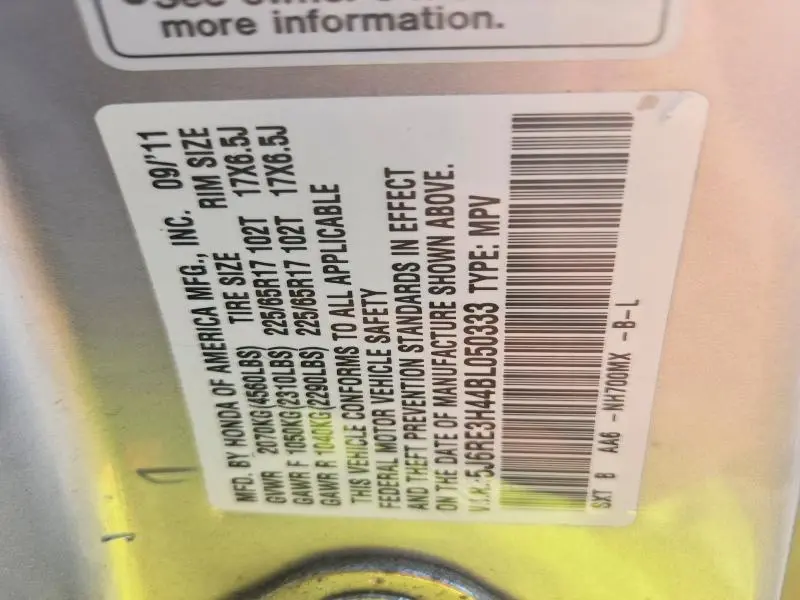 more information.
MFD. BY HONDA OF AMERICA MFG., INC. 09/'11
GVWR 2070KG(4560LBS) TIRE SIZE RIM SIZE
GAWR F 1050KG(2310LBS) 225/65R17 102T 17X6.5J
GAWR R 1040KG(2290LBS) 225/65R17 102T 17X6.5J
THIS VEHICLE CONFORMS TO ALL APPLICABLE
FEDERAL MOTOR VEHICLE SAFETY
AND THEFT PREVENTION STANDARDS IN EFFECT
ON THE DATE OF MANUFACTURE SHOWN ABOVE.
V.I.N.:5J6RE3H44BL050333 TYPE: MPV
SXT B AA6 -NH700MX -B-L